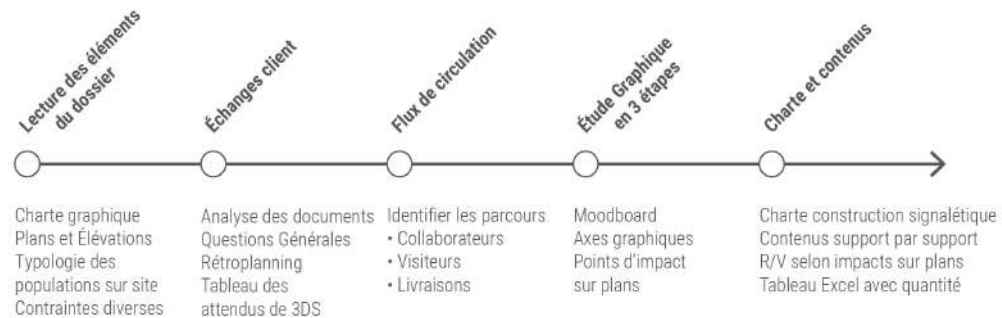 Lecture des éléments
du dossier
Échanges client
Flux de circulation
Étude Graphique
en 3 étapes
Charte et contenu
Charte graphique
Plans et Élévations
Typologie des
populations sur site
Contraintes diverses
Analyse des documents
Questions Générales
Rétroplanning
Tableau des
attendus de 3DS
Identifier les parcours
• Collaborateurs
• Visiteurs
• Livraisons
Moodboard
Axes graphiques
Points d'impact
sur plans
Charte construction signalétique
Contenus support par support
R/V selon impacts sur plans
Tableau Excel avec quantité